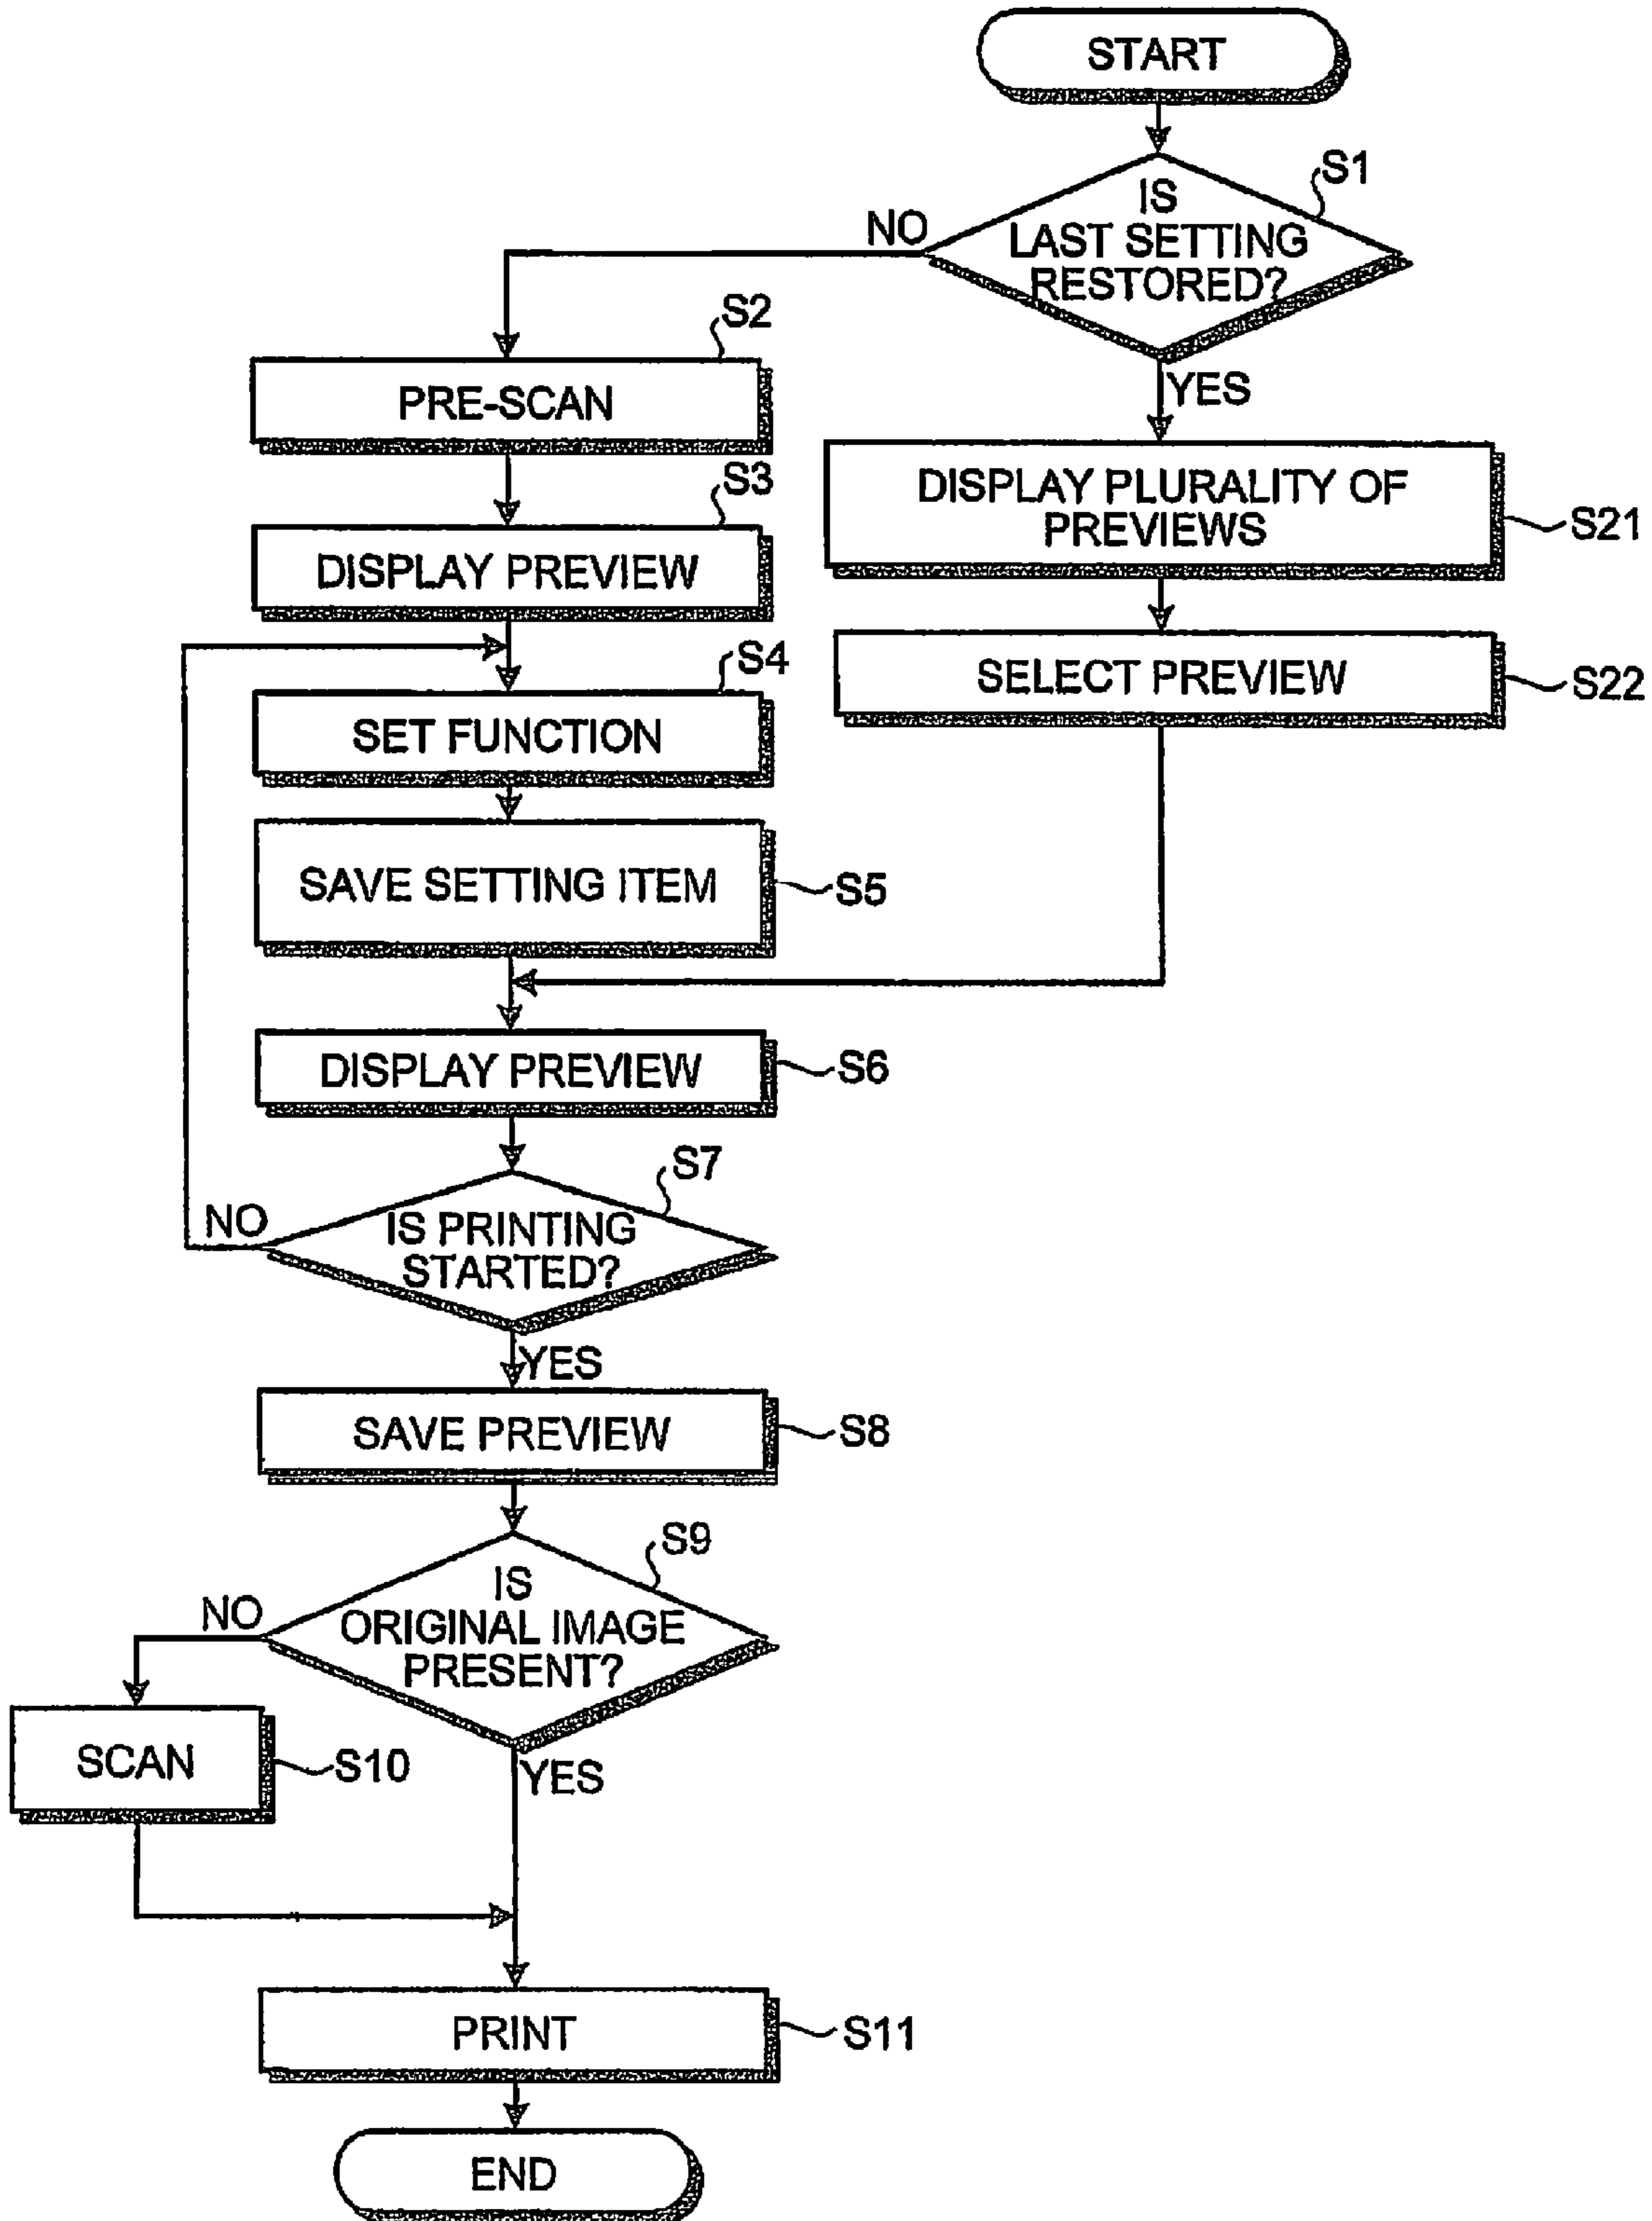 START
S1
IS
LAST SETTING
RESTORED?
NO
YES
S2
PRE-SCAN
S3
DISPLAY PREVIEW
DISPLAY PLURALITY OF
PREVIEWS
S21
SELECT PREVIEW
S22
S4
SET FUNCTION
SAVE SETTING ITEM
S5
DISPLAY PREVIEW
S6
S7
IS PRINTING
STARTED?
NO
YES
SAVE PREVIEW
S8
S9
IS
ORIGINAL IMAGE
PRESENT?
NO
YES
SCAN
S10
PRINT
S11
END